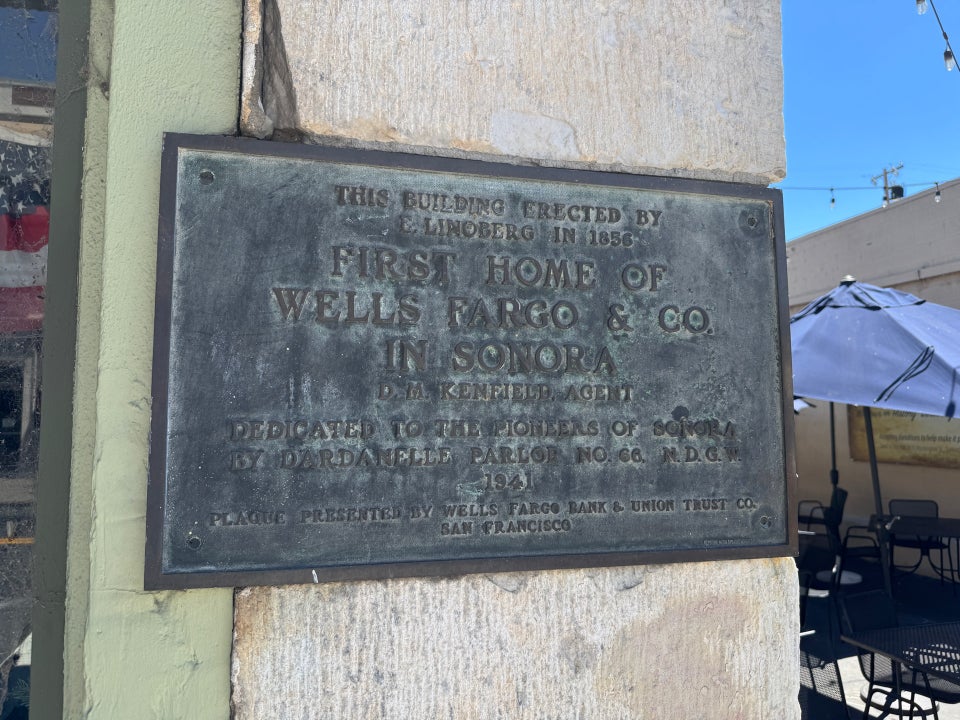 THIS BUILDING ERECTED BY
E. LINOBERG IN 1856
FIRST HOME OF
WELLS FARGO & CO.
IN SONORA
D. M. KENFIELD, AGENT
DEDICATED TO THE PIONEERS OF SONORA
BY DARDANELLE PARLOR NO. 66. N.D.G.W.
1941
PLAQUE PRESENTED BY WELLS FARGO BANK & UNION TRUST CO.
SAN FRANCISCO